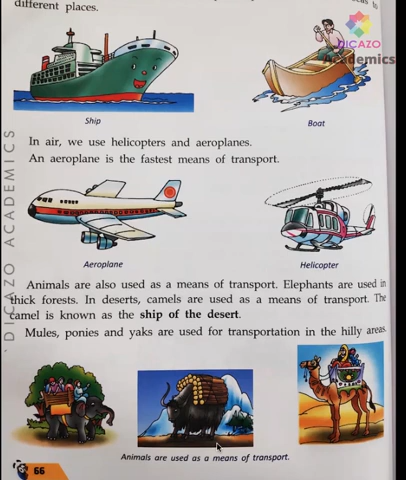 different places.
to
DICAZO
Academics
Ship
Boat
In air, we use helicopters and aeroplanes.
An aeroplane is the fastest means of transport.
Aeroplane
Helicopter
Animals are also used as a means of transport. Elephants are used in
thick forests. In deserts, camels are used as a means of transport. The
camel is known as the ship of the desert.
Mules, ponies and yaks are used for transportation in the hilly areas.
Animals are used as a means of transport.
66
DICAZO ACADEMICS